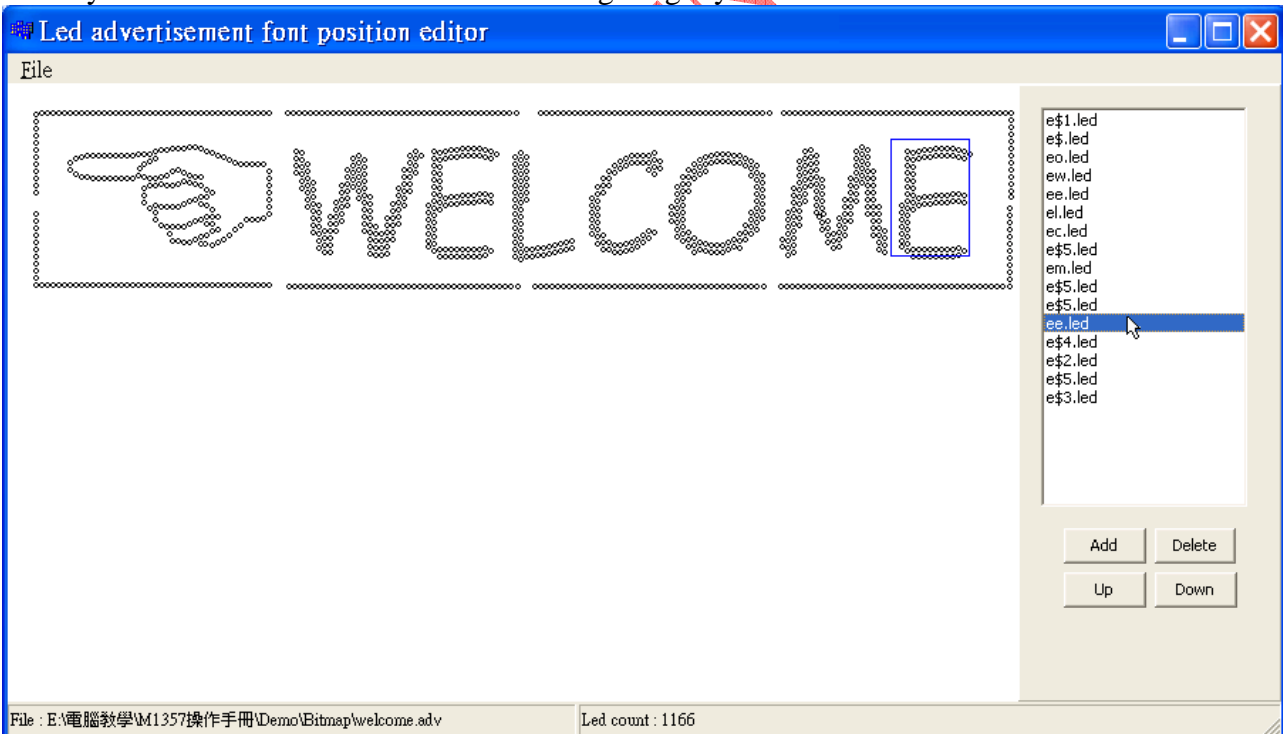 Led advertisement font position editor
File
WELCOME
e$1.led
e$.led
eo.led
ew.led
ee.led
el.led
ec.led
e$5.led
em.led
e$5.led
e$5.led
ee.led
e$4.led
e$2.led
e$5.led
e$3.led
Add Delete
Up Down
File : E:\電腦教學\M1357操作手冊\Demo\Bitmap\welcome.adv Led count : 1166